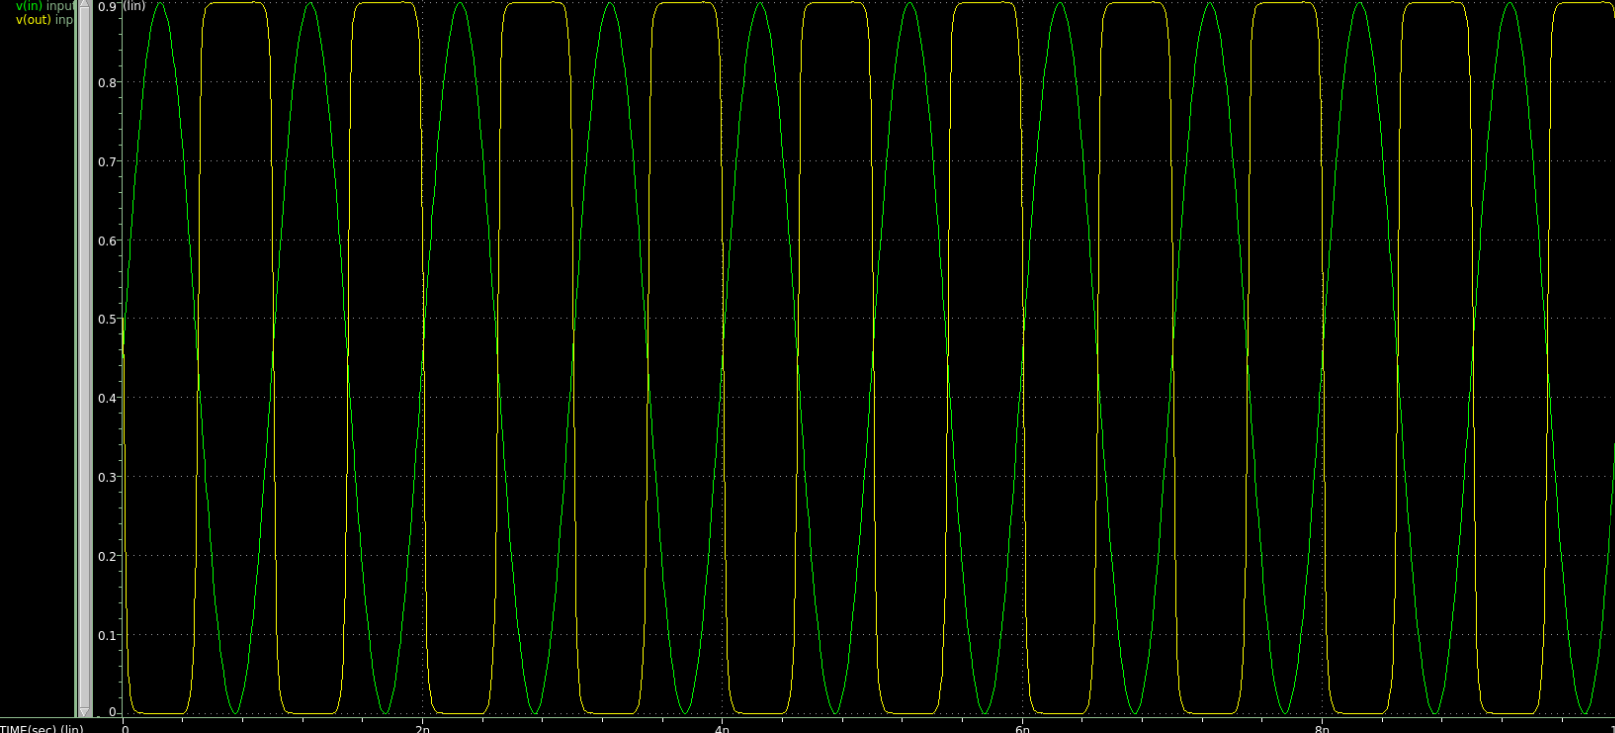 v(in) input
v(out) inp
(lin)
0.9
0.8
0.7
0.6
0.5
0.4
0.3
0.2
0.1
0
TIME(sec) (lin) 0 2n 4n 6n 8n